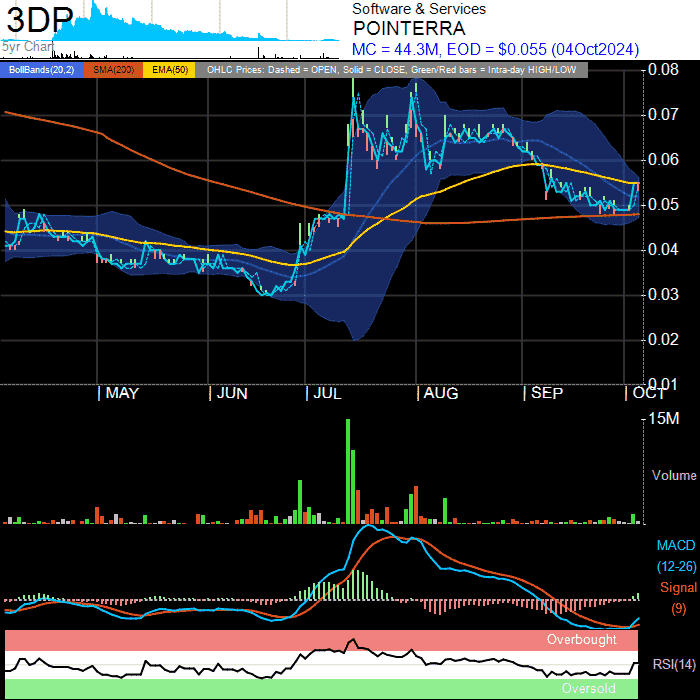 3DP
5yr Chart
Software & Services
POINTERRA
MC = 44.3M, EOD = $0.055 (04Oct2024)
BollBands(20,2) SMA(200) EMA(50) OHLC Prices: Dashed = OPEN, Solid = CLOSE, Green/Red bars = Intra-day HIGH/LOW
0.08
0.07
0.06
0.05
0.04
0.03
0.02
0.01
MAY JUN JUL AUG SEP OCT
15M
Volume
MACD
(12-26)
Signal
(9)
Overbought
RSI(14)
Oversold